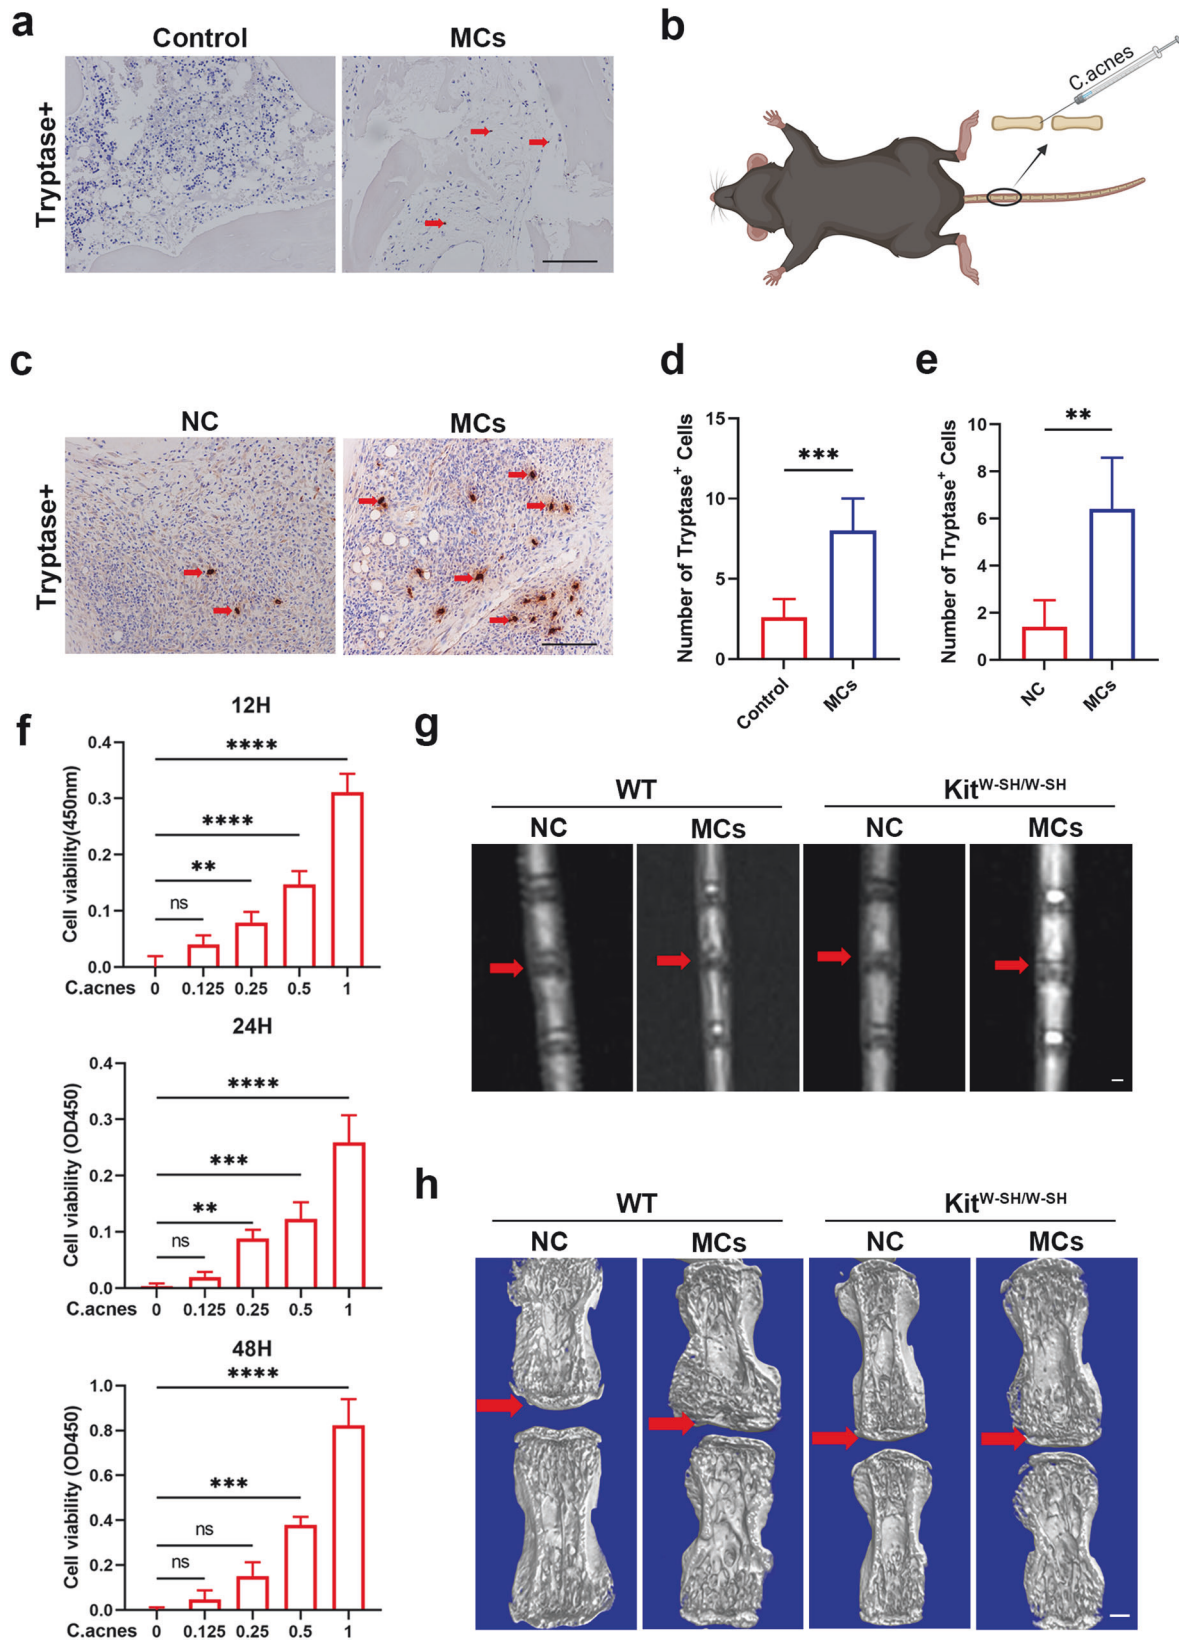 a
Control
MCs
Tryptase+
b
C.acnes
c
NC
MCs
Tryptase+
d
Number of Tryptase+ Cells
15
10
5
0
***
Control
MCs
e
Number of Tryptase+ Cells
10
8
6
4
2
0
**
NC
MCs
f
12H
Cell viability(450nm)
0.4
0.3
0.2
0.1
0.0
****
****
**
ns
C.acnes 0 0.125 0.25 0.5 1
24H
Cell viability (OD450)
0.4
0.3
0.2
0.1
0.0
****
***
**
ns
C.acnes 0 0.125 0.25 0.5 1
48H
Cell viability (OD450)
1.0
0.8
0.6
0.4
0.2
0.0
****
***
ns
ns
C.acnes 0 0.125 0.25 0.5 1
g
WT
KitW-SH/W-SH
NC
MCs
NC
MCs
h
WT
KitW-SH/W-SH
NC
MCs
NC
MCs